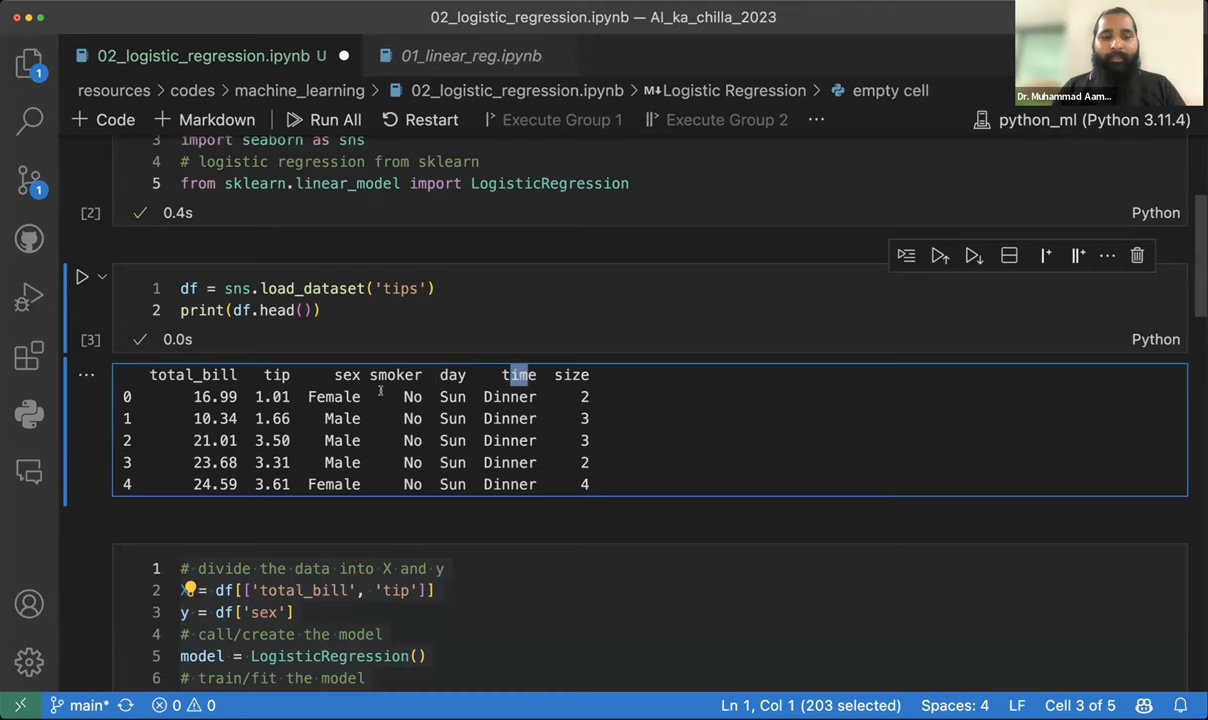 02_logistic_regression.ipynb — AI_ka_chilla_2023
02_logistic_regression.ipynb U
01_linear_reg.ipynb
Dr. Muhammad Aam...
resources > codes > machine_learning > 02_logistic_regression.ipynb > M↓Logistic Regression > empty cell
+ Code + Markdown Run All Restart Execute Group 1 Execute Group 2 ... python_ml (Python 3.11.4)
3 import seaborn as sns
4 # logistic regression from sklearn
5 from sklearn.linear_model import LogisticRegression
[2] ✓ 0.4s Python
1 df = sns.load_dataset('tips')
2 print(df.head())
[3] ✓ 0.0s Python
total_bill tip sex smoker day time size
0 16.99 1.01 Female No Sun Dinner 2
1 10.34 1.66 Male No Sun Dinner 3
2 21.01 3.50 Male No Sun Dinner 3
3 23.68 3.31 Male No Sun Dinner 2
4 24.59 3.61 Female No Sun Dinner 4
1 # divide the data into X and y
2 X = df[['total_bill', 'tip']]
3 y = df['sex']
4 # call/create the model
5 model = LogisticRegression()
6 # train/fit the model
1
1
main* 0 0 Ln 1, Col 1 (203 selected) Spaces: 4 LF Cell 3 of 5